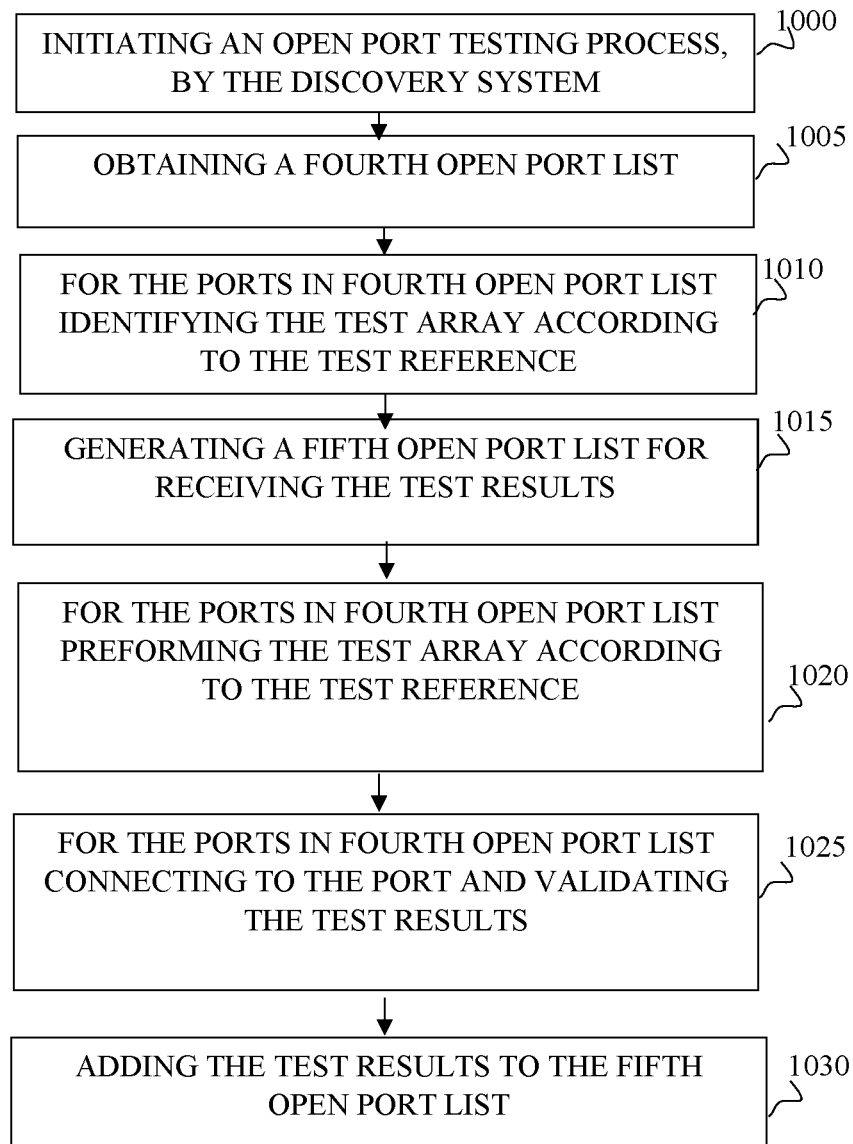 1000
INITIATING AN OPEN PORT TESTING PROCESS,
BY THE DISCOVERY SYSTEM
1005
OBTAINING A FOURTH OPEN PORT LIST
1010
FOR THE PORTS IN FOURTH OPEN PORT LIST
IDENTIFYING THE TEST ARRAY ACCORDING
TO THE TEST REFERENCE
1015
GENERATING A FIFTH OPEN PORT LIST FOR
RECEIVING THE TEST RESULTS
FOR THE PORTS IN FOURTH OPEN PORT LIST
PREFORMING THE TEST ARRAY ACCORDING
TO THE TEST REFERENCE
1020
FOR THE PORTS IN FOURTH OPEN PORT LIST
1025
CONNECTING TO THE PORT AND VALIDATING
THE TEST RESULTS
ADDING THE TEST RESULTS TO THE FIFTH
1030
OPEN PORT LIST